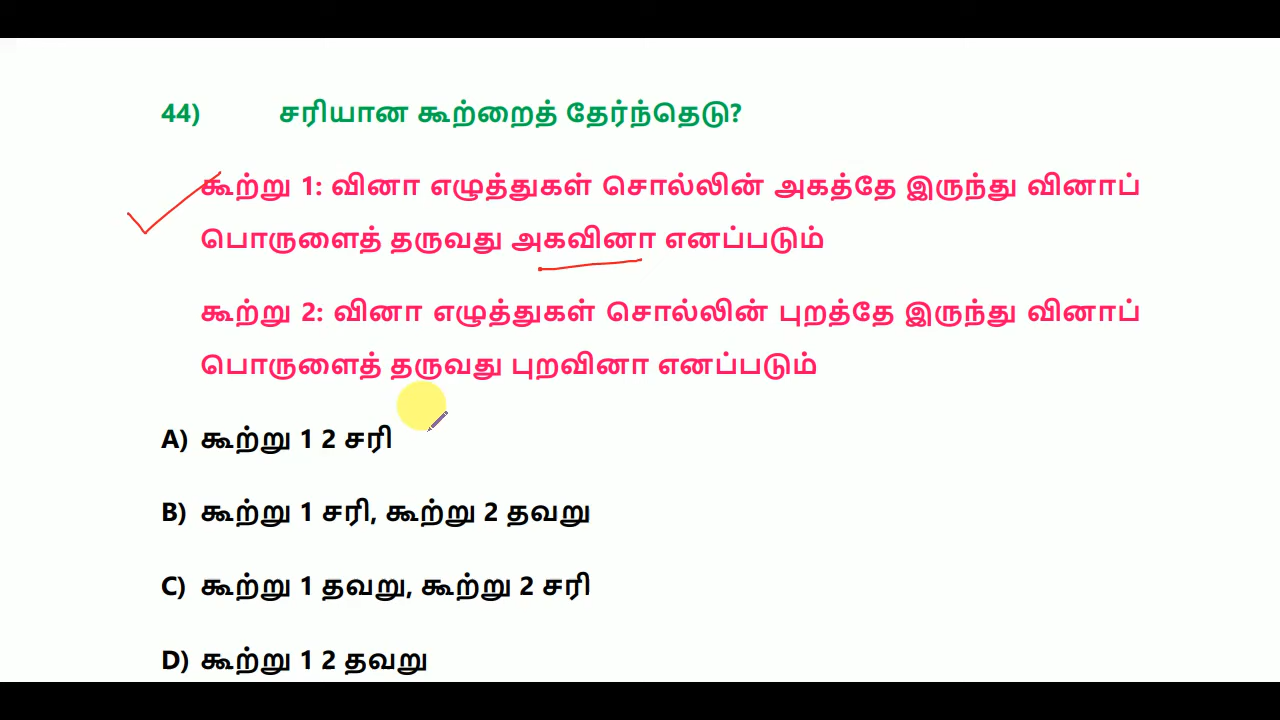 44) சரியான கூற்றைத் தேர்ந்தெடு?
கூற்று 1: வினா எழுத்துகள் சொல்லின் அகத்தே இருந்து வினாப்
பொருளைத் தருவது அகவினா எனப்படும்
கூற்று 2: வினா எழுத்துகள் சொல்லின் புறத்தே இருந்து வினாப்
பொருளைத் தருவது புறவினா எனப்படும்
A) கூற்று 1 2 சரி
B) கூற்று 1 சரி, கூற்று 2 தவறு
C) கூற்று 1 தவறு, கூற்று 2 சரி
D) கூற்று 1 2 தவறு